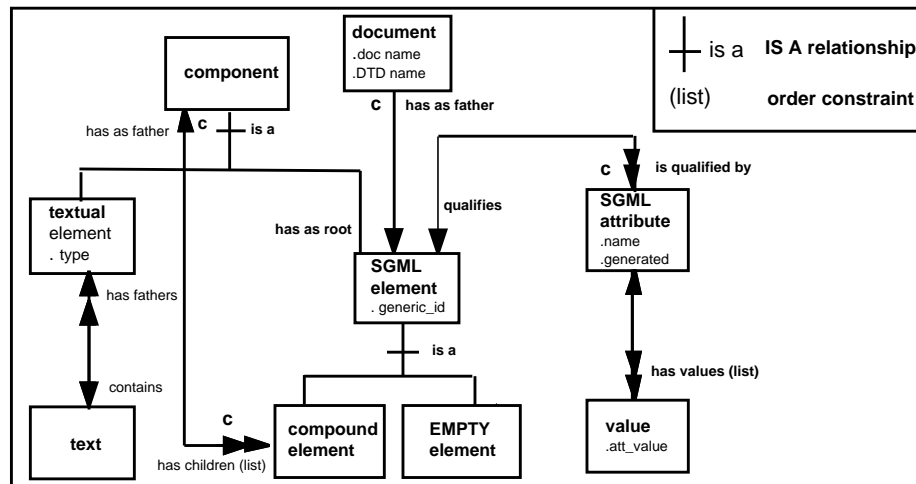 document
.doc name
.DTD name
is a IS A relationship
(list) order constraint
component
has as father
c
is a
c
has as father
c
is qualified by
textual
element
. type
qualifies
has as root
SGML
attribute
.name
.generated
SGML
element
. generic_id
has fathers
is a
contains
has values (list)
text
c
has children (list)
compound
element
EMPTY
element
value
.att_value